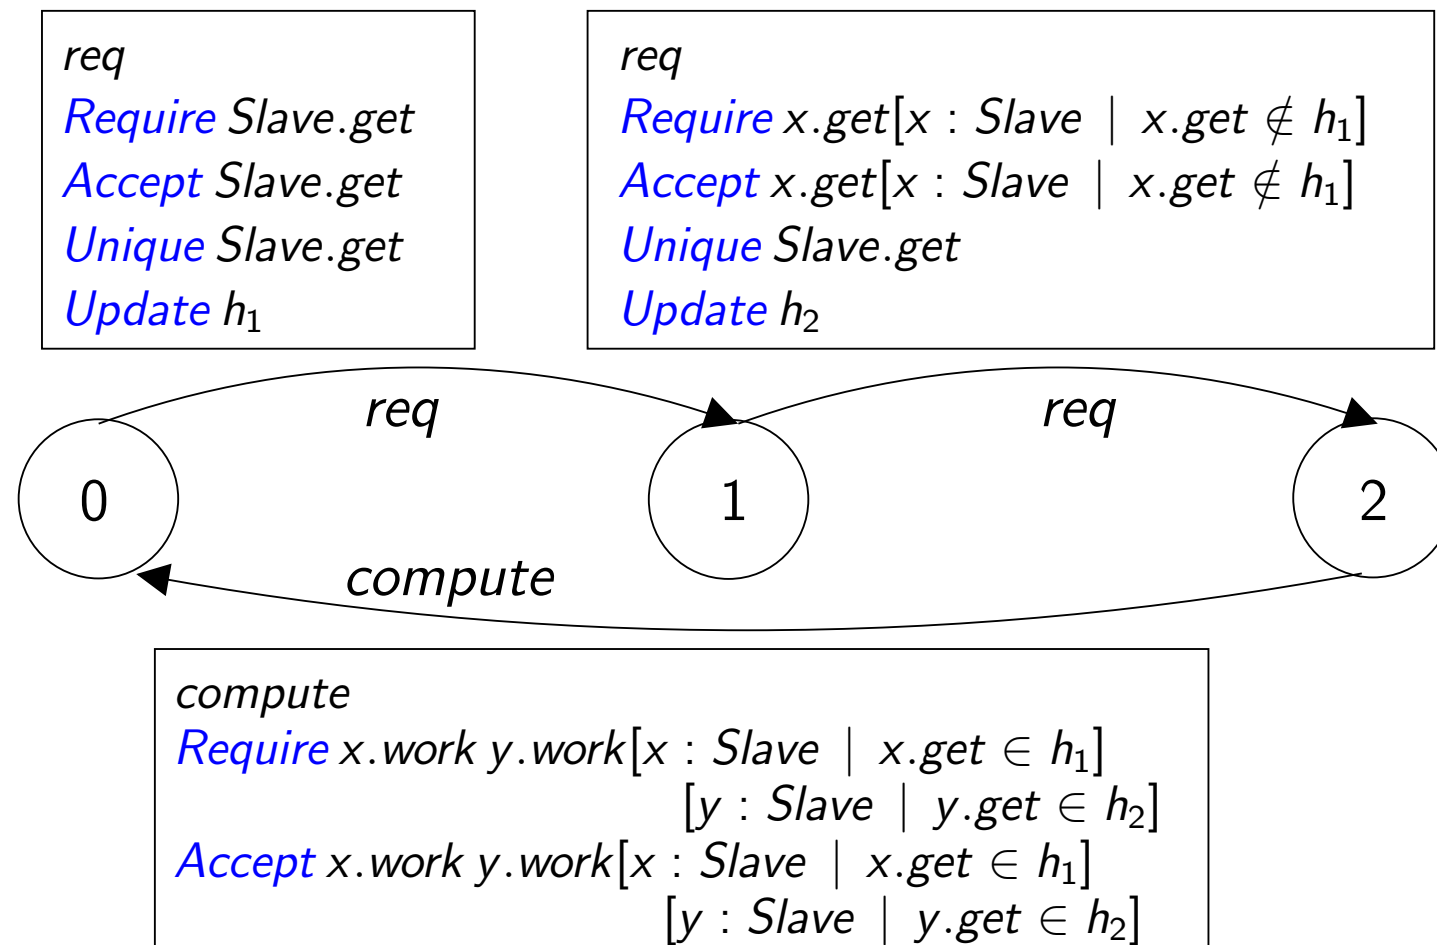 req
Require Slave.get
Accept Slave.get
Unique Slave.get
Update h₁
req
Require x.get[x : Slave | x.get ∉ h₁]
Accept x.get[x : Slave | x.get ∉ h₁]
Unique Slave.get
Update h₂
req
req
0
1
2
compute
compute
Require x.work y.work[x : Slave | x.get ∈ h₁]
[y : Slave | y.get ∈ h₂]
Accept x.work y.work[x : Slave | x.get ∈ h₁]
[y : Slave | y.get ∈ h₂]